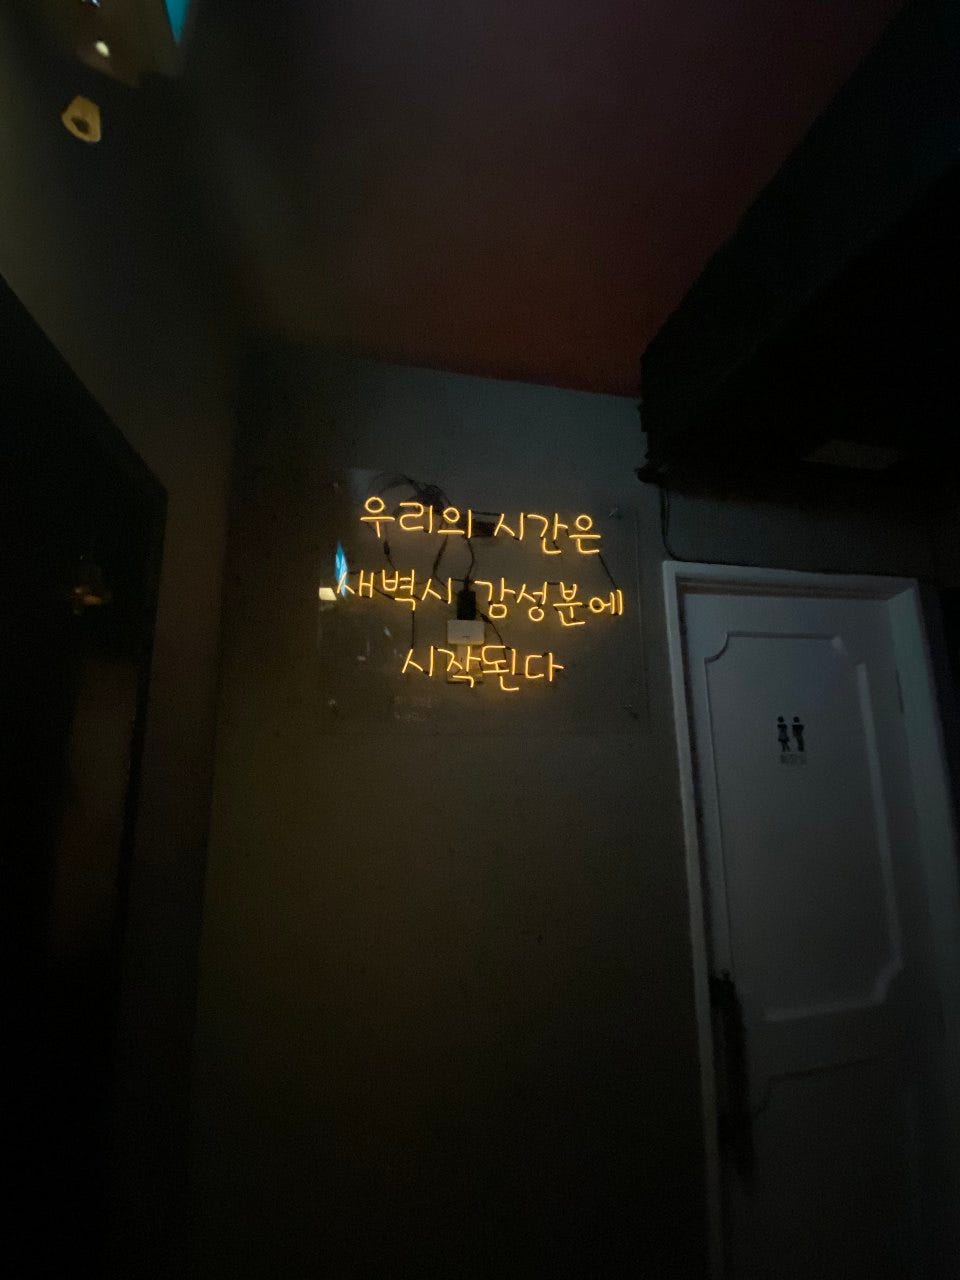 우리의 시간은
새벽시 감성분에
시작된다